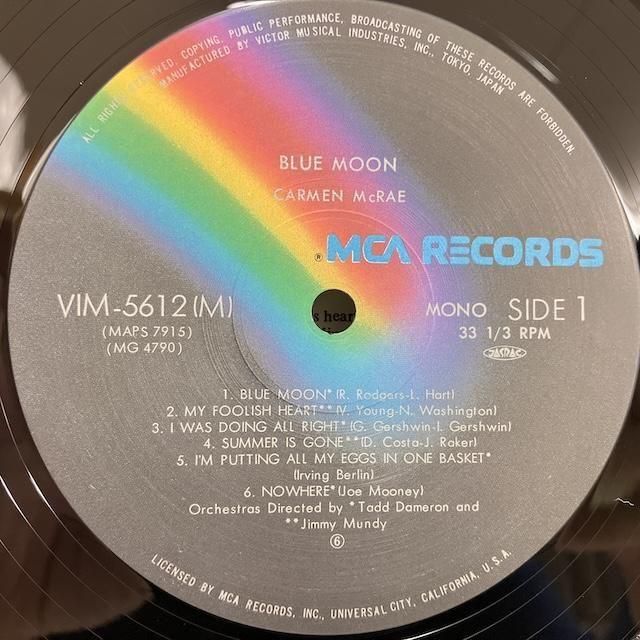 ALL RIGHTS RESERVED. COPYING, PUBLIC PERFORMANCE, BROADCASTING OF THESE RECORDS ARE FORBIDDEN.
MANUFACTURED BY VICTOR MUSICAL INDUSTRIES, INC., TOKYO, JAPAN
BLUE MOON
CARMEN McRAE
® MCA RECORDS
VIM-5612 (M)
(MAPS 7915)
(MG 4790)
s hear
MONO SIDE 1
33 1/3 RPM
JASRAC
1. BLUE MOON* (R. Rodgers-L. Hart)
2. MY FOOLISH HEART** (V. Young-N. Washington)
3. I WAS DOING ALL RIGHT* (G. Gershwin-I. Gershwin)
4. SUMMER IS GONE** (D. Costa-J. Raker)
5. I'M PUTTING ALL MY EGGS IN ONE BASKET*
(Irving Berlin)
6. NOWHERE* (Joe Mooney)
Orchestras Directed by *Tadd Dameron and
**Jimmy Mundy
⑥
LICENSED BY MCA RECORDS, INC., UNIVERSAL CITY, CALIFORNIA, U.S.A.